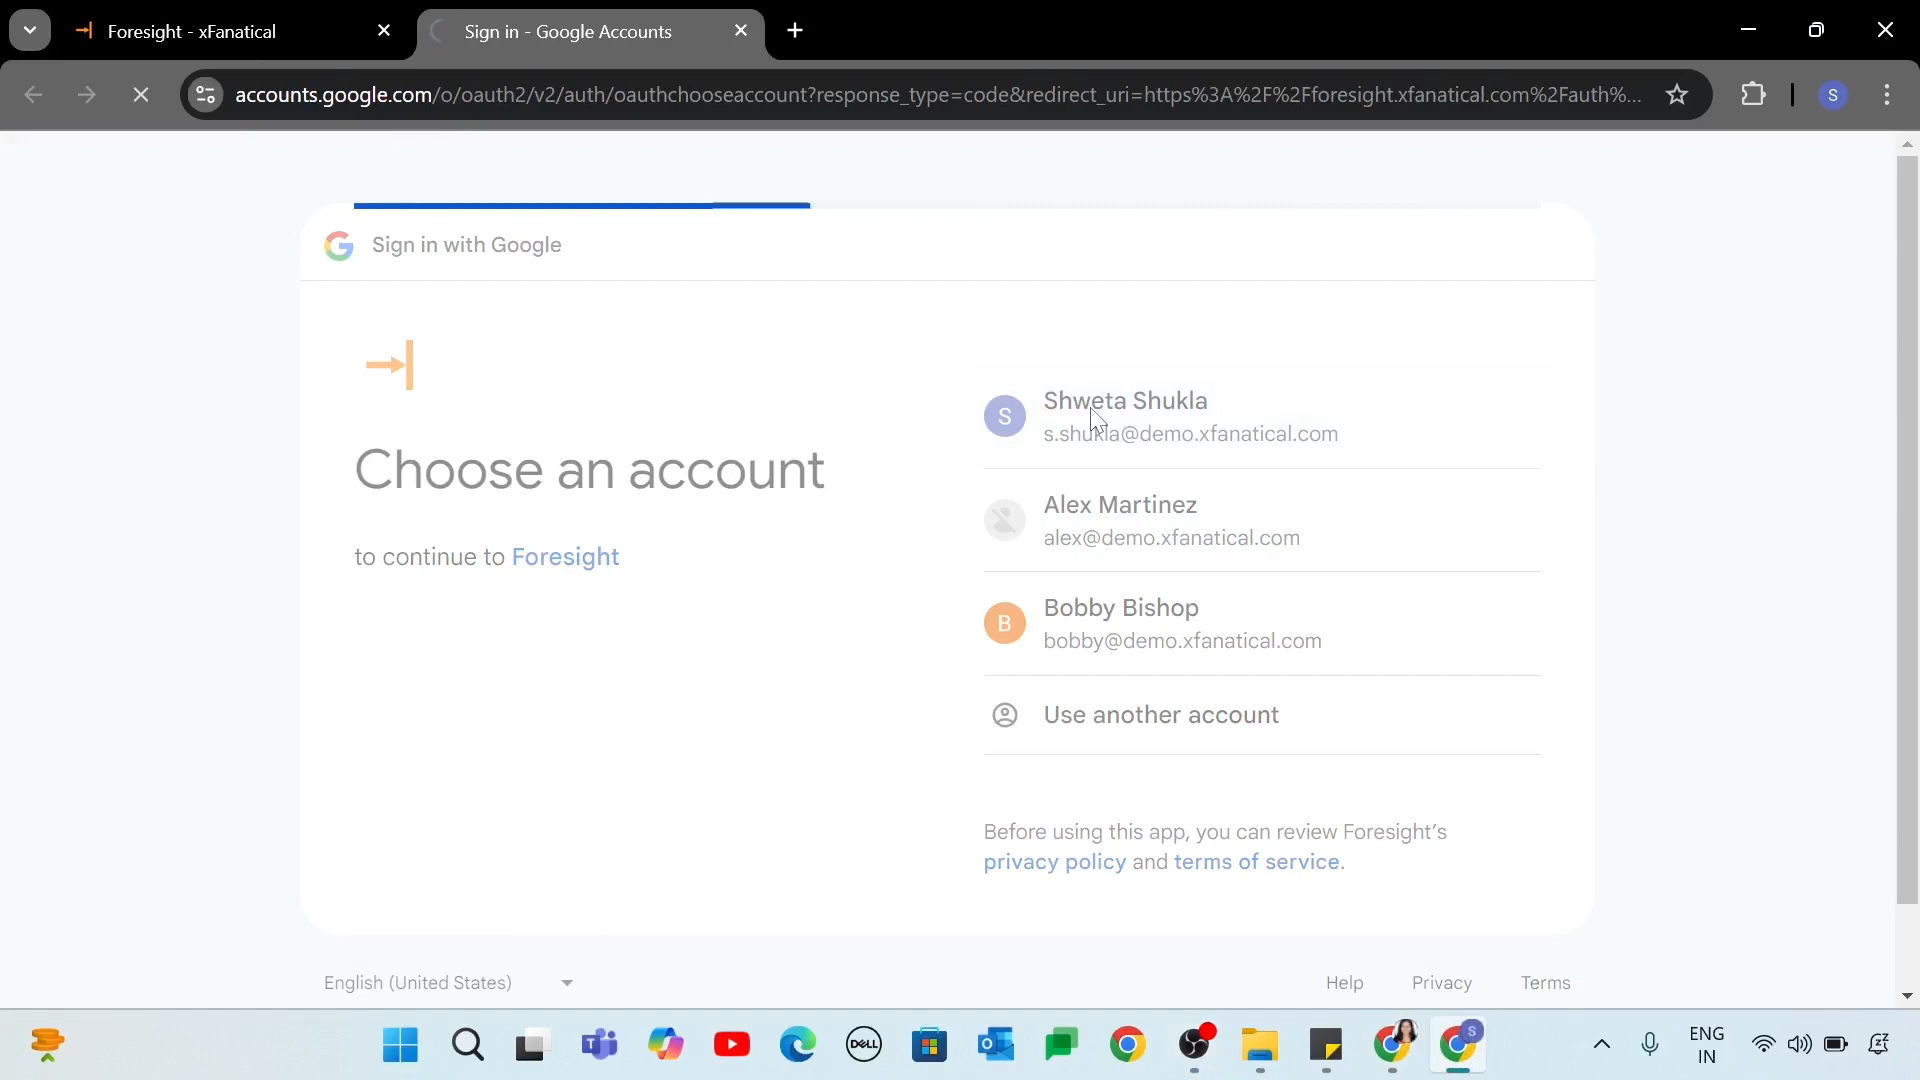 Foresight - xFanatical
Sign in - Google Accounts
accounts.google.com/o/oauth2/v2/auth/oauthchooseaccount?response_type=code&redirect_uri=https%3A%2F%2Fforesight.xfanatical.com%2Fauth%...
S
Sign in with Google
Choose an account
to continue to Foresight
S
Shweta Shukla
s.shukla@demo.xfanatical.com
Alex Martinez
alex@demo.xfanatical.com
B
Bobby Bishop
bobby@demo.xfanatical.com
Use another account
Before using this app, you can review Foresight's
privacy policy and terms of service.
English (United States)
Help
Privacy
Terms
DELL
S
ENG
IN